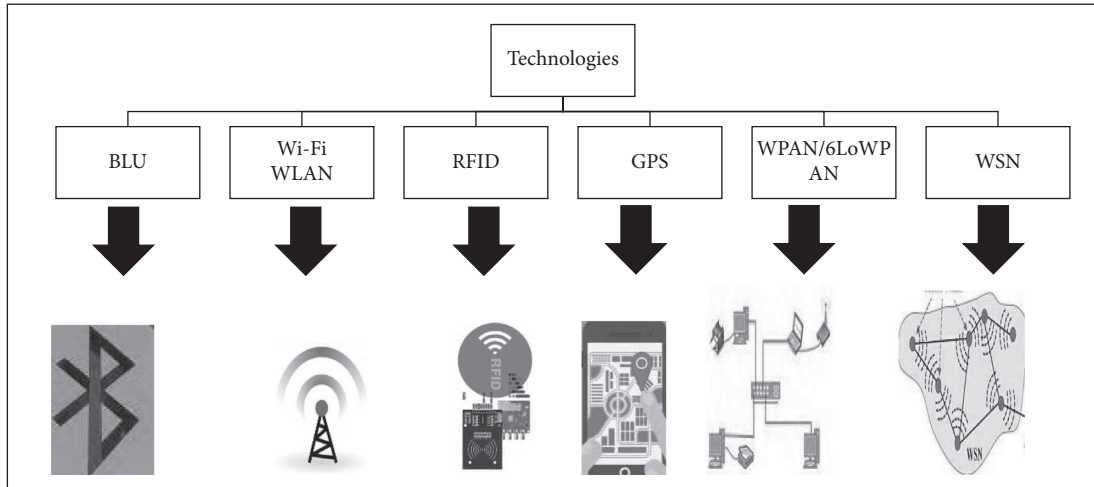 Technologies
BLU
Wi-Fi
WLAN
RFID
GPS
WPAN/6LoWP
AN
WSN
RFID
WSN